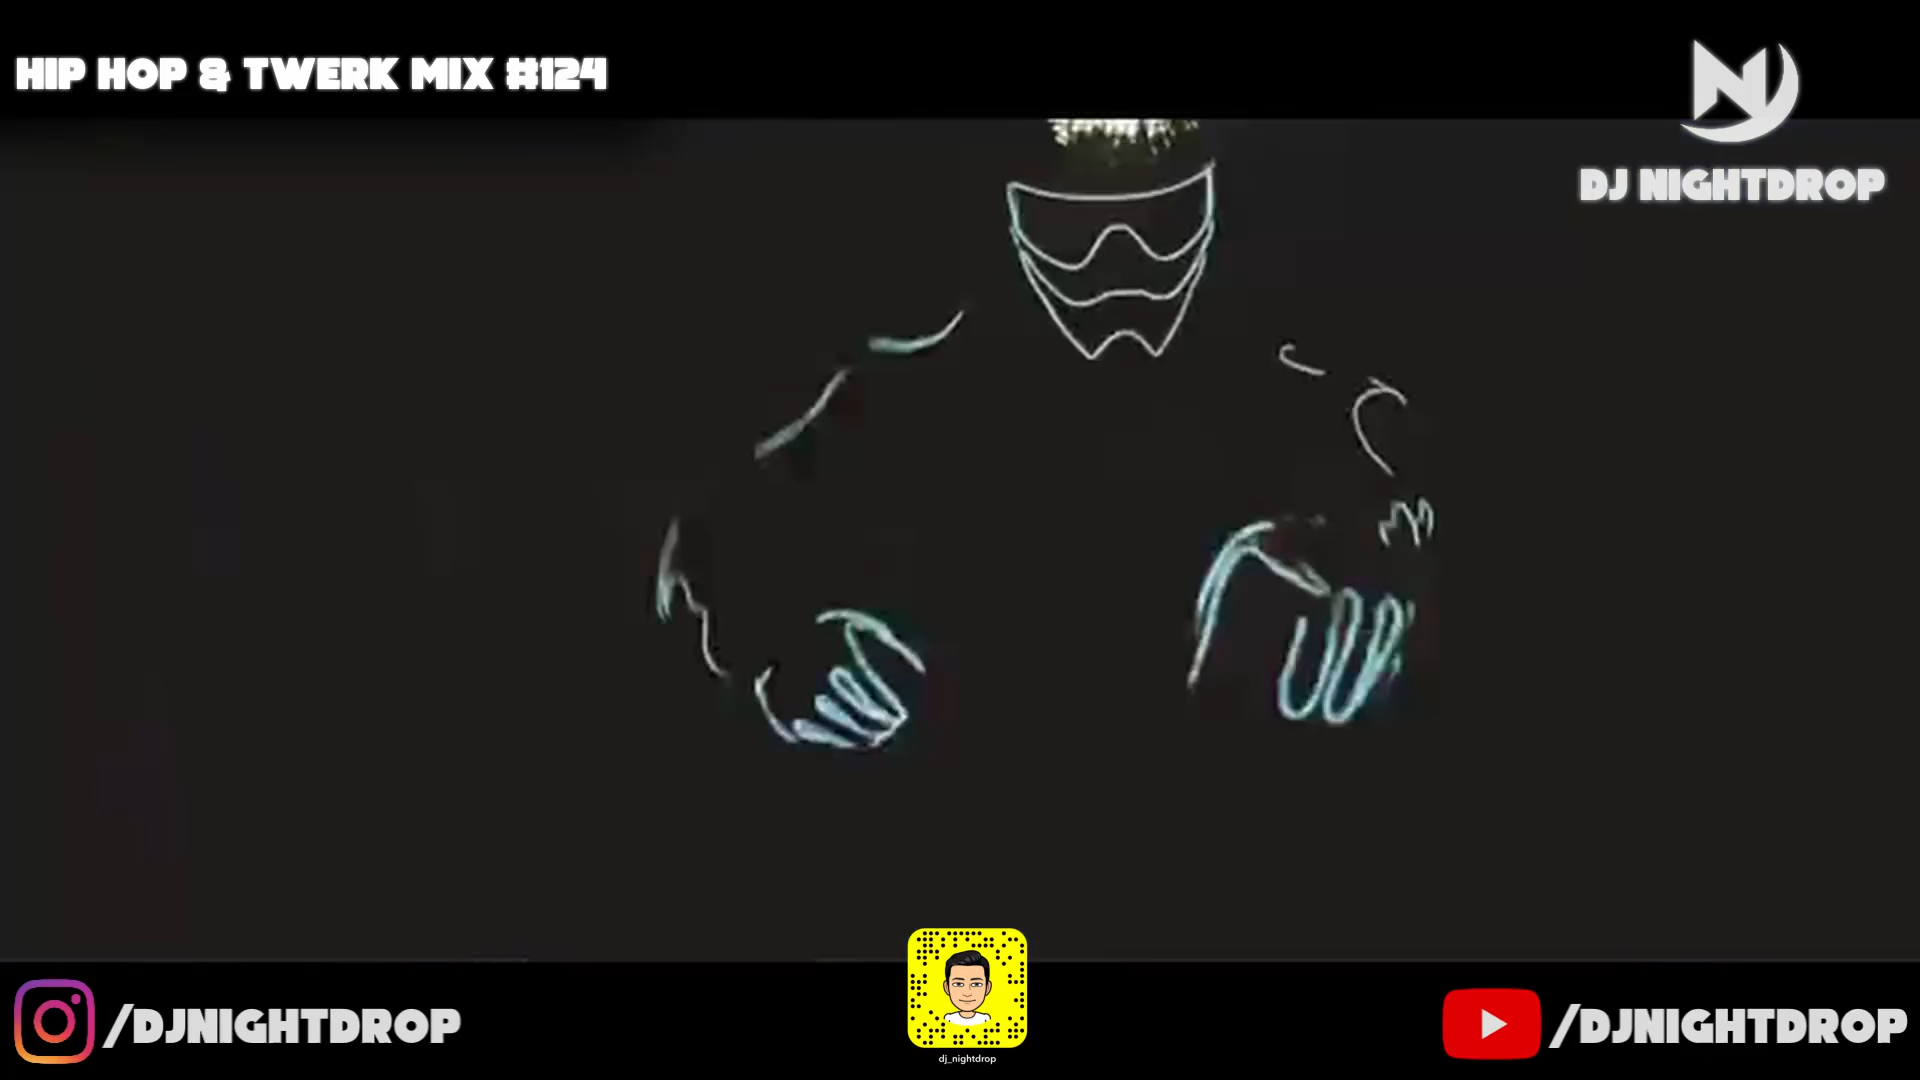 HIP HOP & TWERK MIX #124
DJ NIGHTDROP
/DJNIGHTDROP
dj_nightdrop
/DJNIGHTDROP